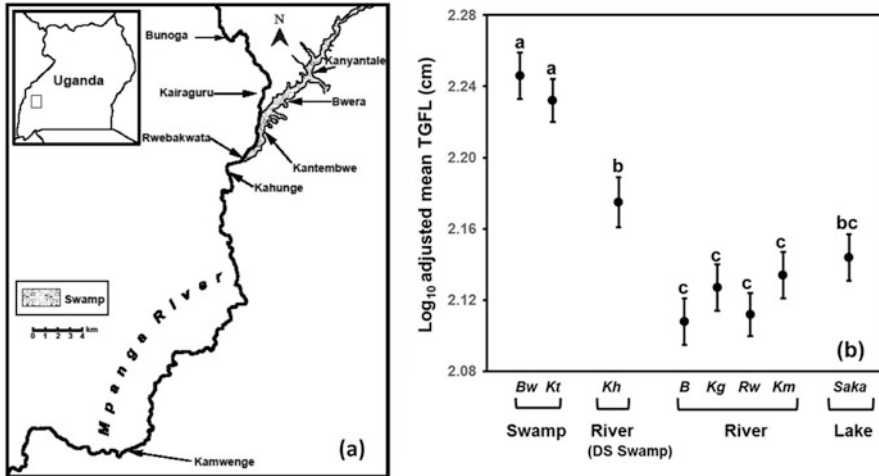 Uganda
Bunoga
N
Kanyantale
Kairaguru
Bwera
Rwebakwata
Kantembwe
Kahunge
Swamp
0 1 2 3 4 km
Mpanga River
Kamwenge
(a)
Log10 adjusted mean TGFL (cm)
2.28
2.24
2.20
2.16
2.12
2.08
a
a
b
c
c
c
c
bc
(b)
Bw Kt Kh B Kg Rw Km Saka
Swamp River River Lake
(DS Swamp)